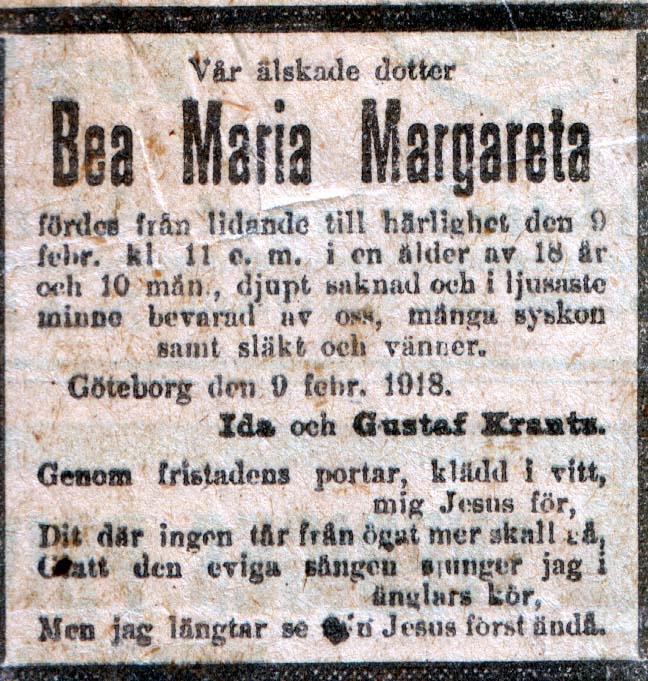 Vår älskade dotter
Bea Maria Margareta
fördes från lidande till härlighet den 9
febr. kl. 11 e. m. i en ålder av 18 år
och 10 mån., djupt saknad och i ljusaste
minne bevarad av oss, många syskon
samt släkt och vänner.
Göteborg den 9 febr. 1918.
Ida och Gustaf Krantz.
Genom fristadens portar, klädd i vitt,
mig Jesus för,
Dit där ingen tår från ögat mer skall gå,
Glatt den eviga sången sjunger jag i
änglars kör,
Men jag längtar se Jesus först ändå.